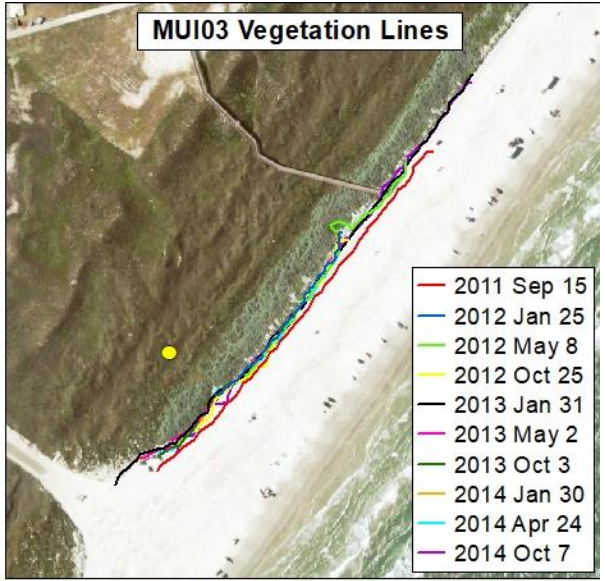 MUI03 Vegetation Lines
2011 Sep 15
2012 Jan 25
2012 May 8
2012 Oct 25
2013 Jan 31
2013 May 2
2013 Oct 3
2014 Jan 30
2014 Apr 24
2014 Oct 7